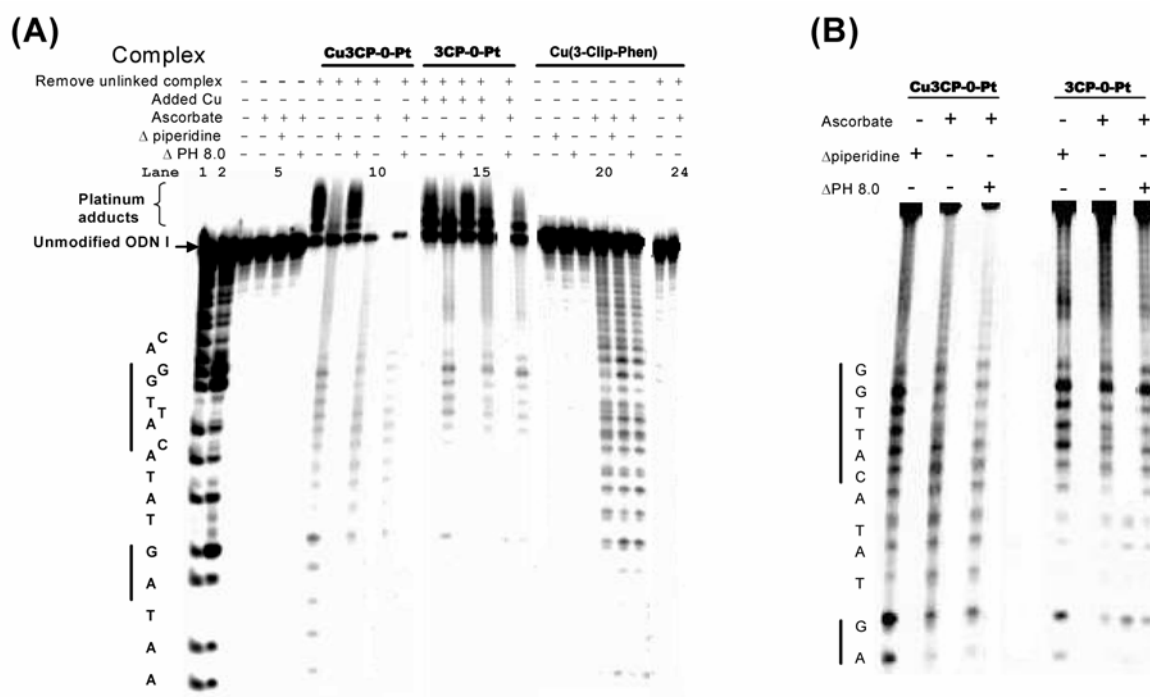 (A)
Complex
Cu3CP-0-Pt 3CP-0-Pt Cu(3-Clip-Phen)
Remove unlinked complex - - - - + + + + + + + + + + - - - - - - + +
Added Cu - - - - - - - - - + + + + + - - - - - - - -
Ascorbate - + + + - - - + + - - - + + - - - + + + - +
Δ piperidine - - + - - + - - - - + - - - - + - - + - - -
Δ PH 8.0 - - - + - - + - + - - + - + - - + - - + - -
Lane 1 2 5 10 15 20 24
Platinum
adducts
Unmodified ODN I
C
A
G
G
T
T
A
C
A
T
A
T
G
A
T
A
A
(B)
Cu3CP-0-Pt 3CP-0-Pt
Ascorbate - + + - + +
Δpiperidine + - - + - -
ΔPH 8.0 - - + - - +
G
G
T
T
A
C
A
T
A
T
G
A